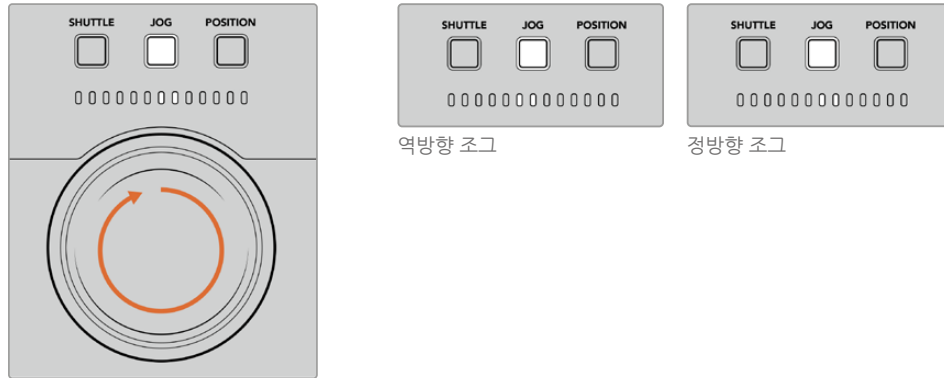 SHUTTLE JOG POSITION
SHUTTLE JOG POSITION
역방향 조그
SHUTTLE JOG POSITION
정방향 조그